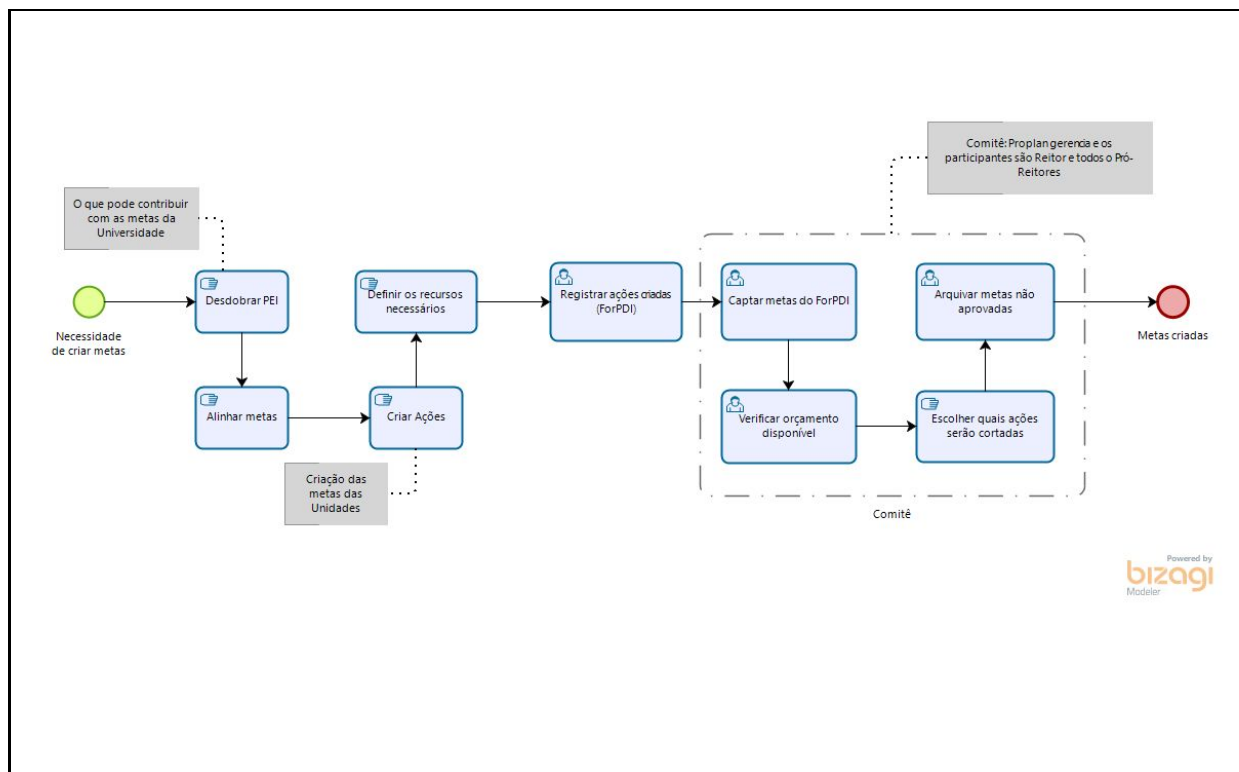 Comitê: Proplan gerencia e os
participantes são Reitor e todos o Pró-
Reitores
O que pode contribuir
com as metas da
Universidade
Necessidade
de criar metas
Desdobrar PEI
Alinhar metas
Criar Ações
Criação das
metas das
Unidades
Definir os recursos
necessários
Registrar ações criadas
(ForPDI)
Captar metas do ForPDI
Verificar orçamento
disponível
Escolher quais ações
serão cortadas
Arquivar metas não
aprovadas
Comitê
Metas criadas
Powered by
bizagi
Modeler